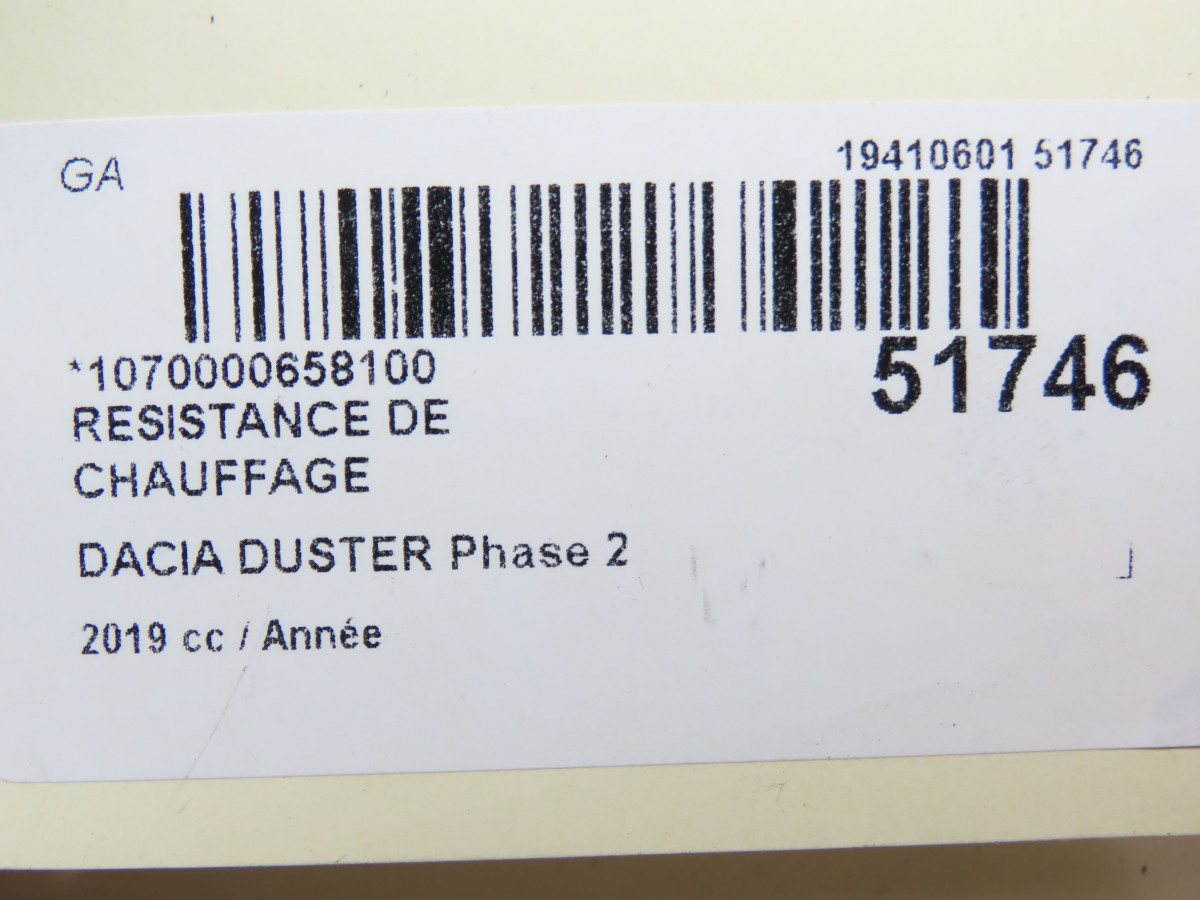 GA
19410601 51746
*1070000658100
51746
RESISTANCE DE
CHAUFFAGE
DACIA DUSTER Phase 2
2019 cc / Année